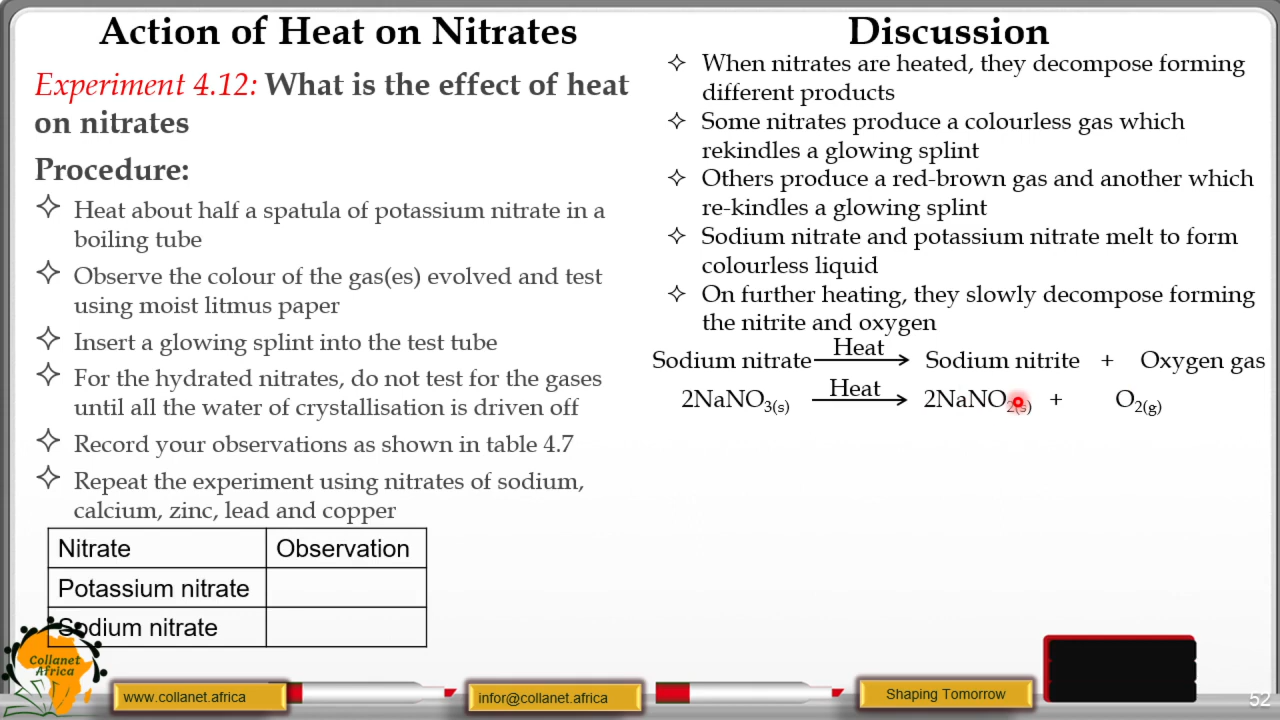 Action of Heat on Nitrates
Experiment 4.12: What is the effect of heat
on nitrates
Procedure:
Heat about half a spatula of potassium nitrate in a
boiling tube
Observe the colour of the gas(es) evolved and test
using moist litmus paper
Insert a glowing splint into the test tube
For the hydrated nitrates, do not test for the gases
until all the water of crystallisation is driven off
Record your observations as shown in table 4.7
Repeat the experiment using nitrates of sodium,
calcium, zinc, lead and copper
Nitrate Observation
Potassium nitrate
Sodium nitrate
Discussion
When nitrates are heated, they decompose forming
different products
Some nitrates produce a colourless gas which
rekindles a glowing splint
Others produce a red-brown gas and another which
re-kindles a glowing splint
Sodium nitrate and potassium nitrate melt to form
colourless liquid
On further heating, they slowly decompose forming
the nitrite and oxygen
Heat
Sodium nitrate Sodium nitrite + Oxygen gas
Heat
2NaNO3(s) 2NaNO2(s) + O2(g)
Collanet
Africa
www.collanet.africa
infor@collanet.africa
Shaping Tomorrow
52